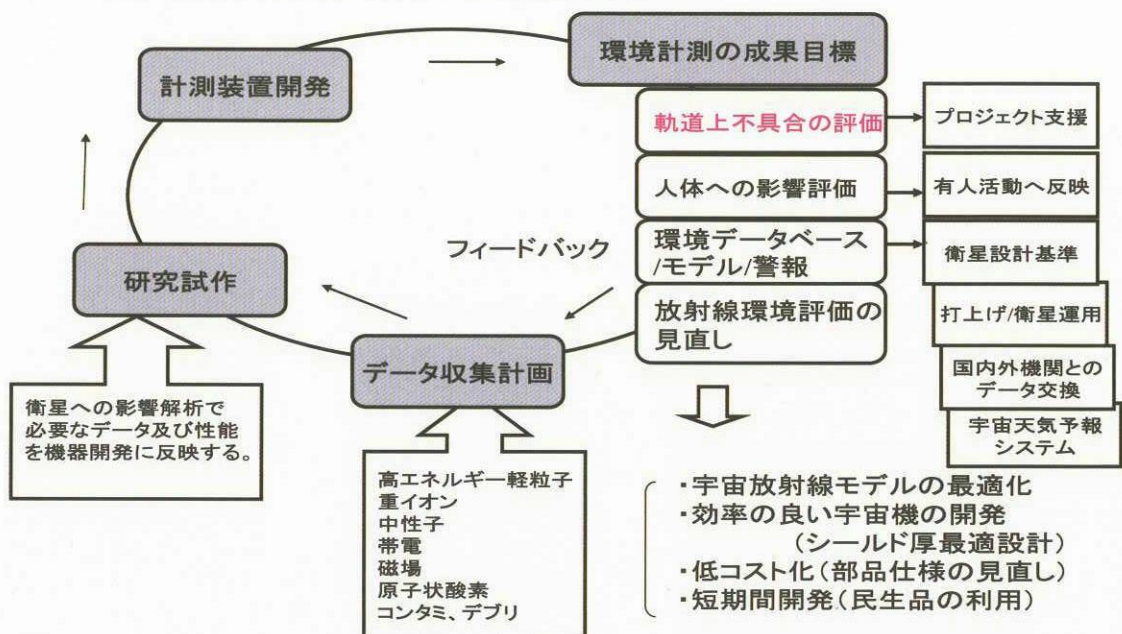 環境計測の成果目標
計測装置開発
軌道上不具合の評価
プロジェクト支援
人体への影響評価
有人活動へ反映
フィードバック
環境データベース
/モデル/警報
衛星設計基準
研究試作
放射線環境評価の
見直し
打上げ/衛星運用
データ収集計画
国内外機関との
データ交換
宇宙天気予報
システム
衛星への影響解析で
必要なデータ及び性能
を機器開発に反映する。
高エネルギー軽粒子
重イオン
中性子
帯電
磁場
原子状酸素
コンタミ、デブリ
・宇宙放射線モデルの最適化
・効率の良い宇宙機の開発
(シールド厚最適設計)
・低コスト化(部品仕様の見直し)
・短期間開発(民生品の利用)